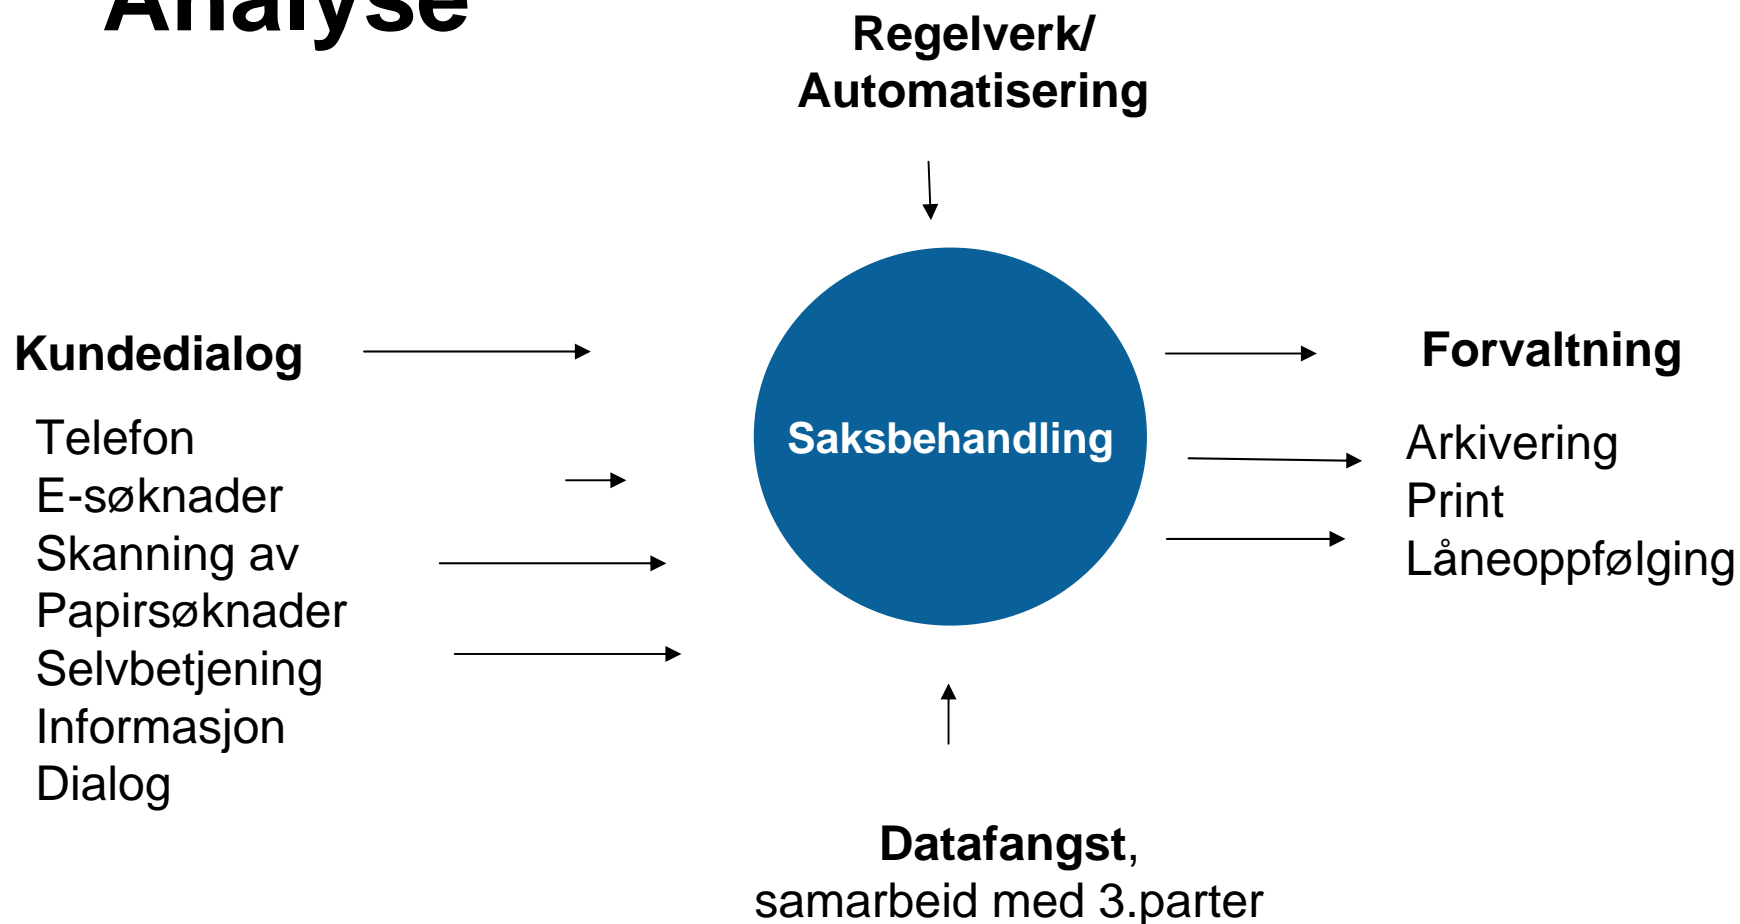 Analyse
Regelverk/
Automatisering
Kundedialog
Telefon
E-søknader
Skanning av
Papirsøknader
Selvbetjening
Informasjon
Dialog
Saksbehandling
Forvaltning
Arkivering
Print
Låneoppfølging
Datafangst,
samarbeid med 3.parter